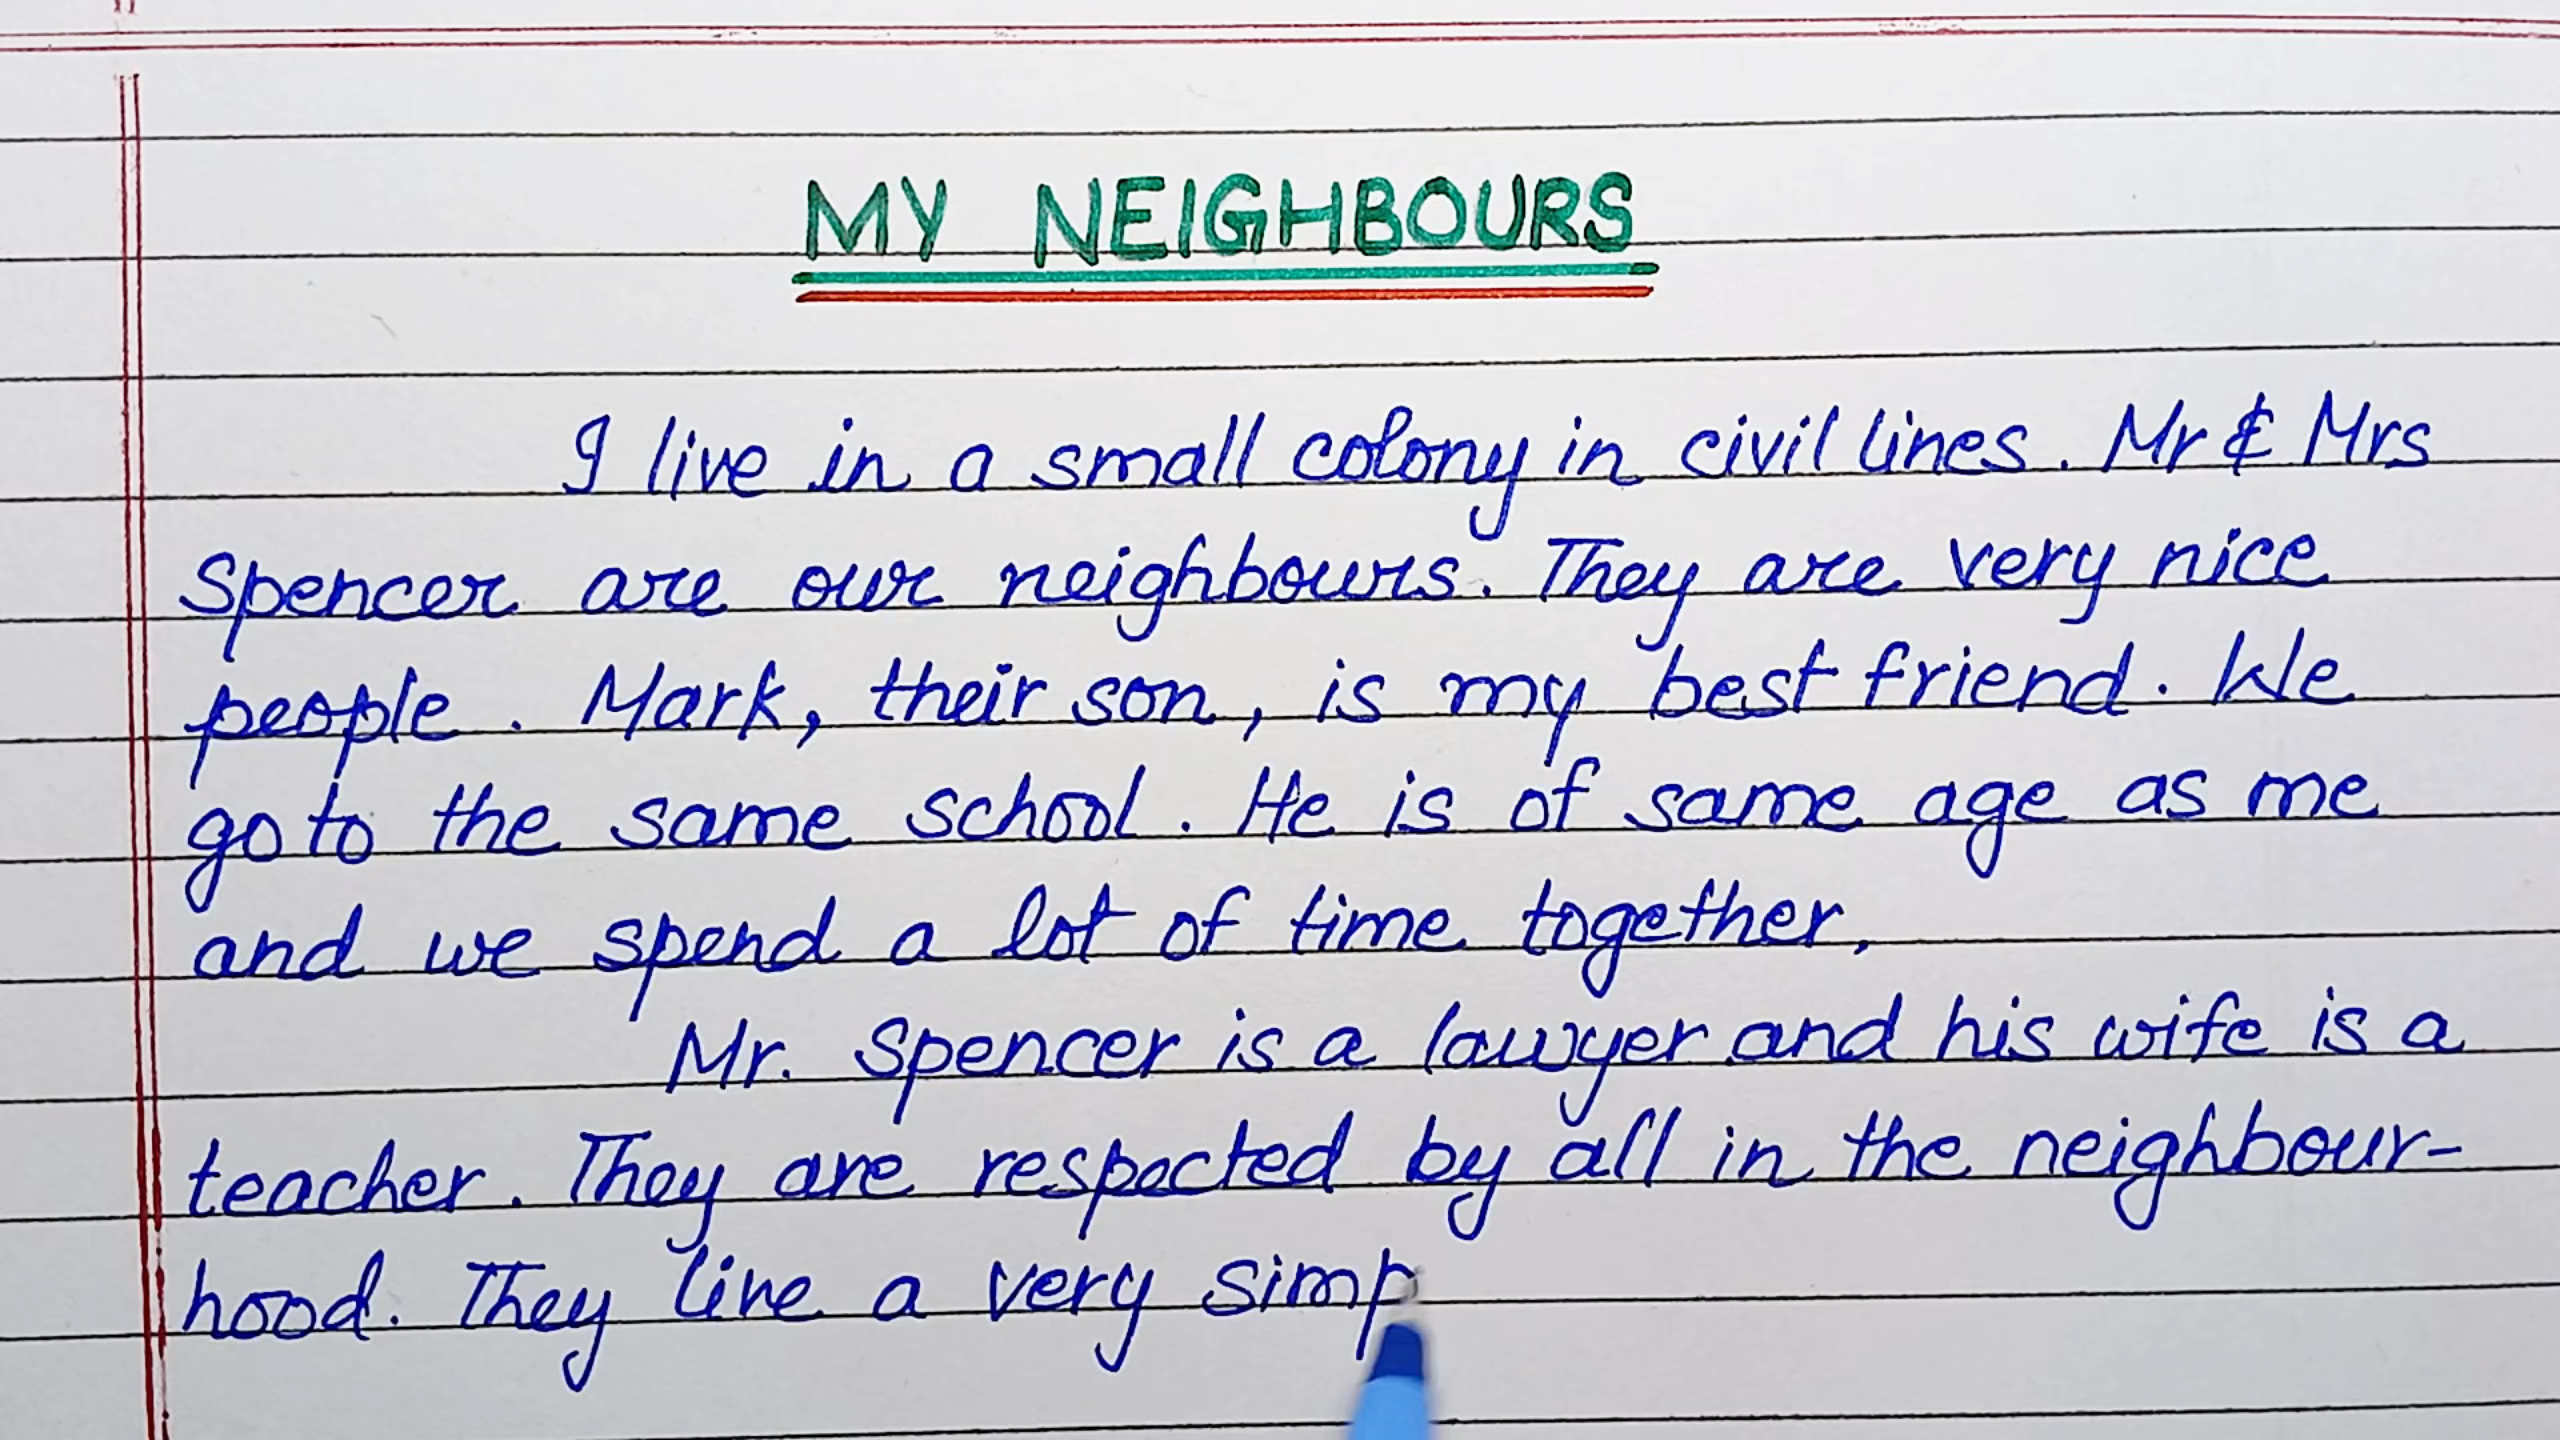 MY NEIGHBOURS
I live in a small colony in civil lines. Mr & Mrs
Spencer are our neighbours. They are very nice
people. Mark, their son, is my best friend. We
go to the same school. He is of same age as me
and we spend a lot of time together.
Mr. Spencer is a lawyer and his wife is a
teacher. They are respected by all in the neighbour-
hood. They live a very simp